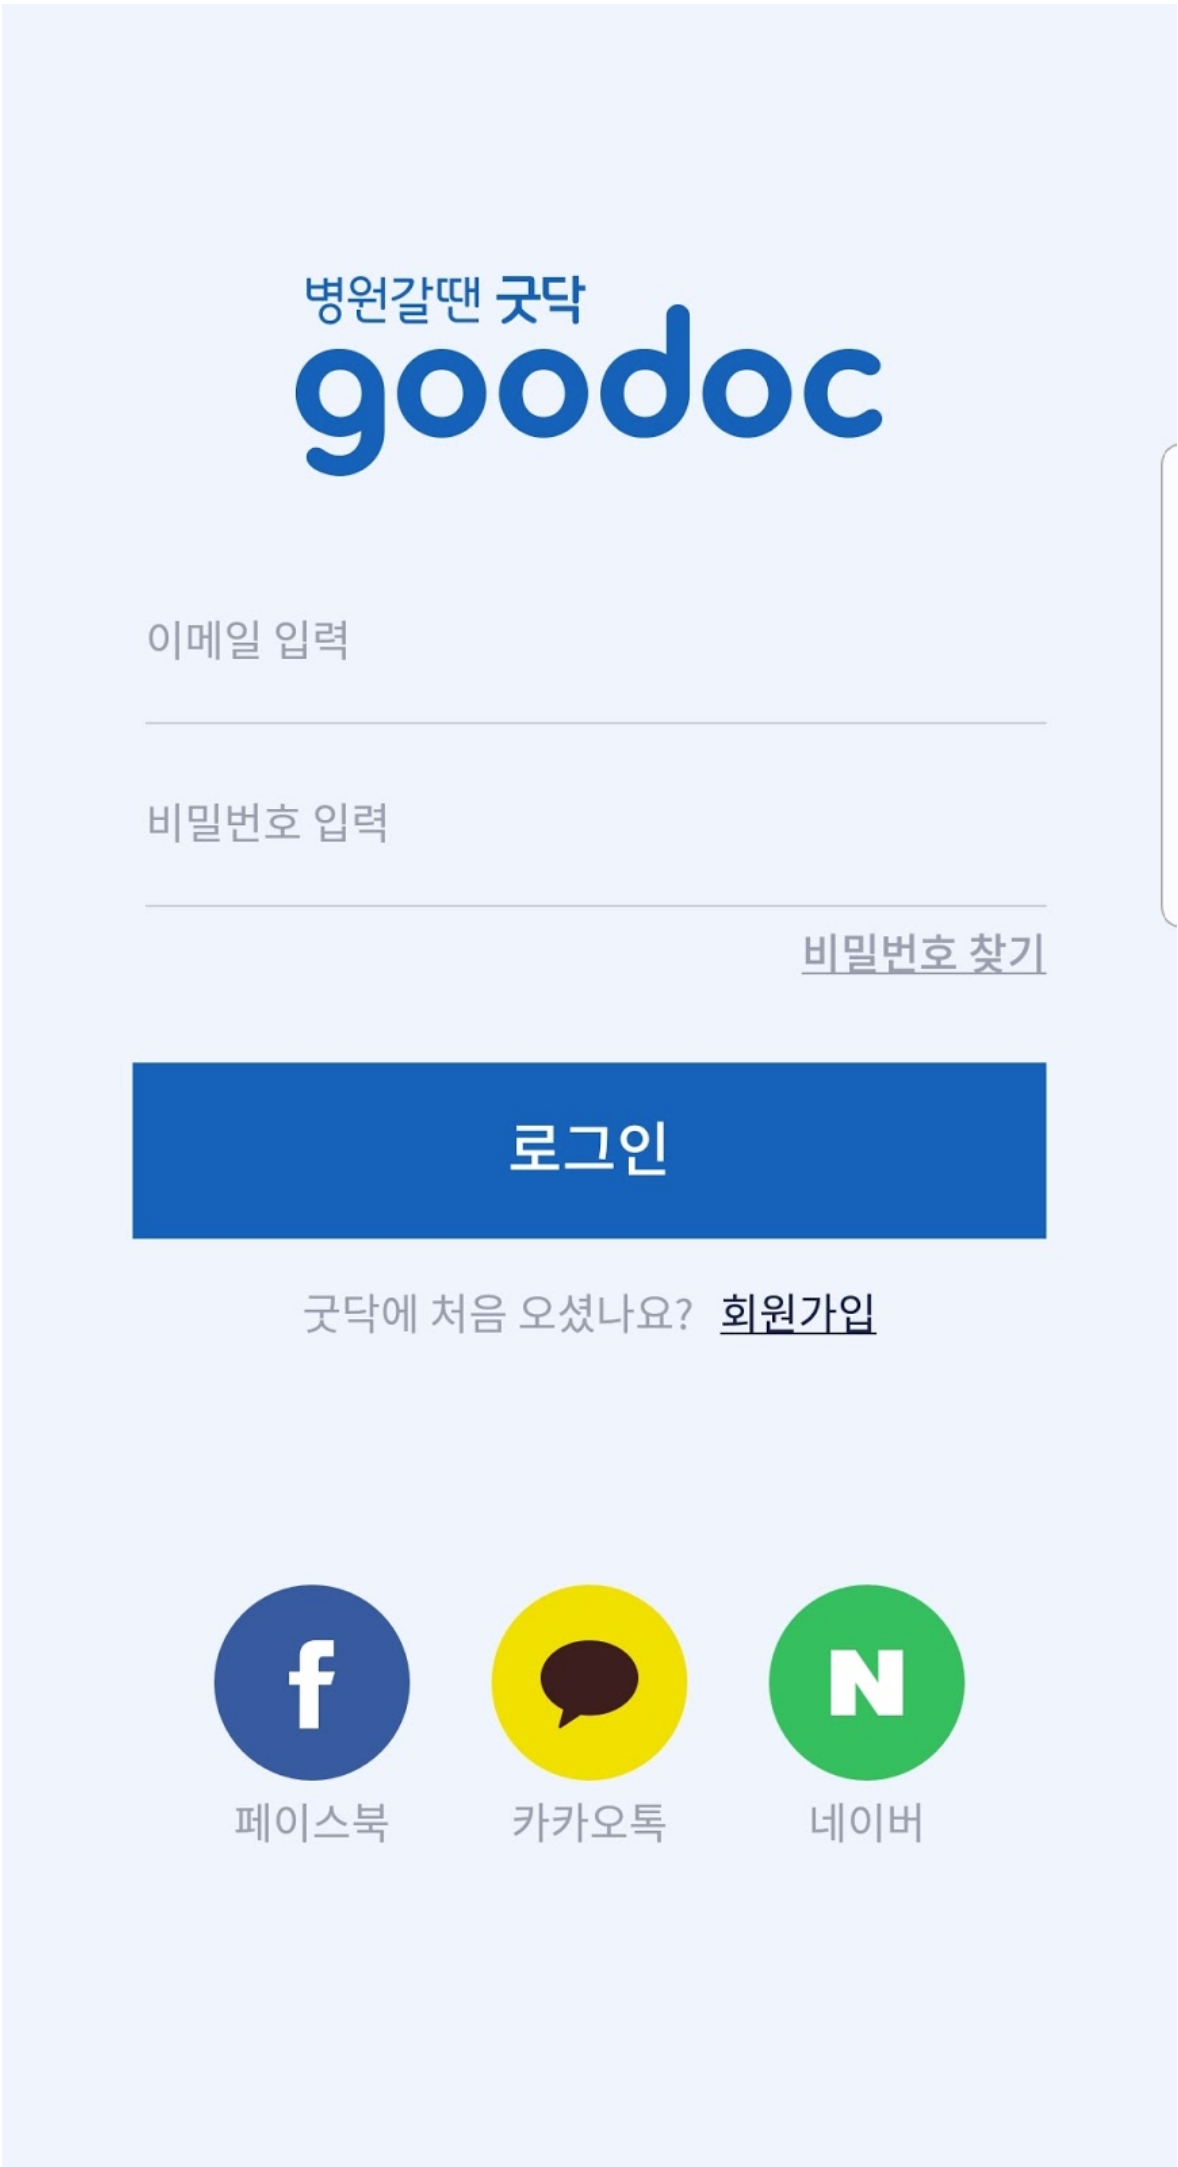 병원갈땐 굿닥
goodoc
이메일 입력
비밀번호 입력
비밀번호 찾기
로그인
굿닥에 처음 오셨나요? 회원가입
f
N
페이스북 카카오톡 네이버